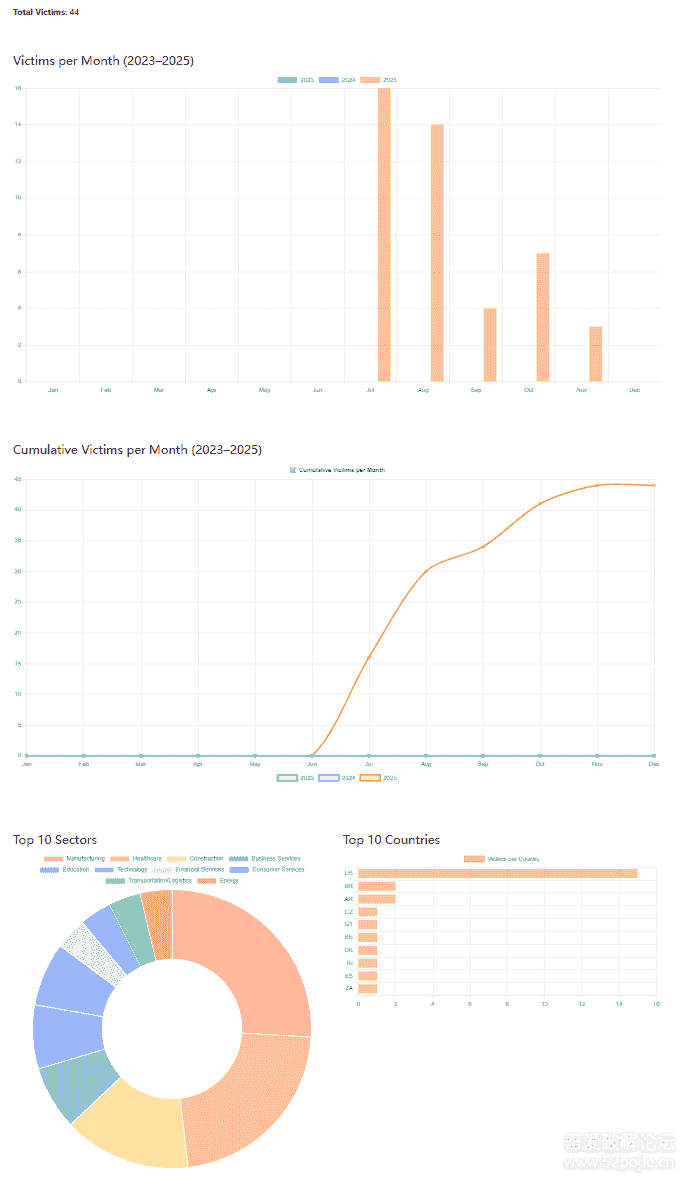 Total Victims: 44
Victims per Month (2023–2025)
2023 2024 2025
16
14
12
10
8
6
4
2
0
Jan Feb Mar Apr May Jun Jul Aug Sep Oct Nov Dec
Cumulative Victims per Month (2023–2025)
Cumulative Victims per Month
45
40
35
30
25
20
15
10
5
0
Jan Feb Mar Apr May Jun Jul Aug Sep Oct Nov Dec
2023 2024 2025
Top 10 Sectors
Manufacturing Healthcare Construction Business Services
Education Technology Financial Services Consumer Services
Transportation/Logistics Energy
Top 10 Countries
Victims per Country
US
BR
AR
CZ
GT
BE
DK
IN
ES
ZA
0 2 4 6 8 10 12 14 16
吾爱破解论坛
www.52pojie.cn